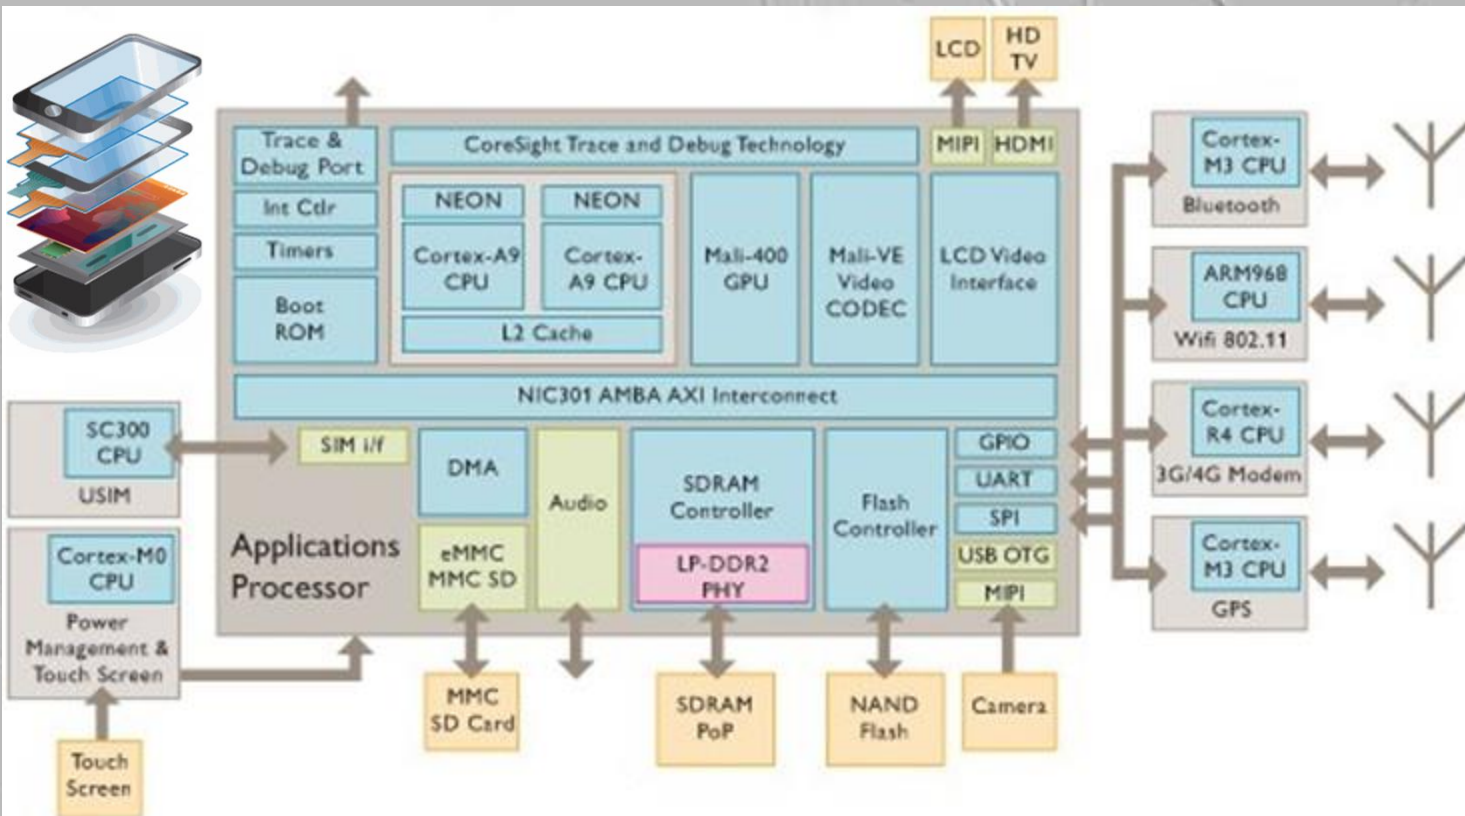 LCD
HD
TV
Trace &
Debug Port
CoreSight Trace and Debug Technology
MIPI
HDMI
Int Ctlr
Timers
Boot
ROM
NEON
NEON
Cortex-A9
CPU
Cortex-
A9 CPU
L2 Cache
Mali-400
GPU
Mali-VE
Video
CODEC
LCD Video
Interface
NIC301 AMBA AXI Interconnect
SC300
CPU
USIM
SIM i/f
DMA
Audio
SDRAM
Controller
LP-DDR2
PHY
Flash
Controller
GPIO
UART
SPI
USB OTG
MIPI
Applications
Processor
eMMC
MMC SD
Cortex-M0
CPU
Power
Management &
Touch Screen
Touch
Screen
MMC
SD Card
SDRAM
PoP
NAND
Flash
Camera
Cortex-
M3 CPU
Bluetooth
ARM968
CPU
Wifi 802.11
Cortex-
R4 CPU
3G/4G Modem
Cortex-
M3 CPU
GPS